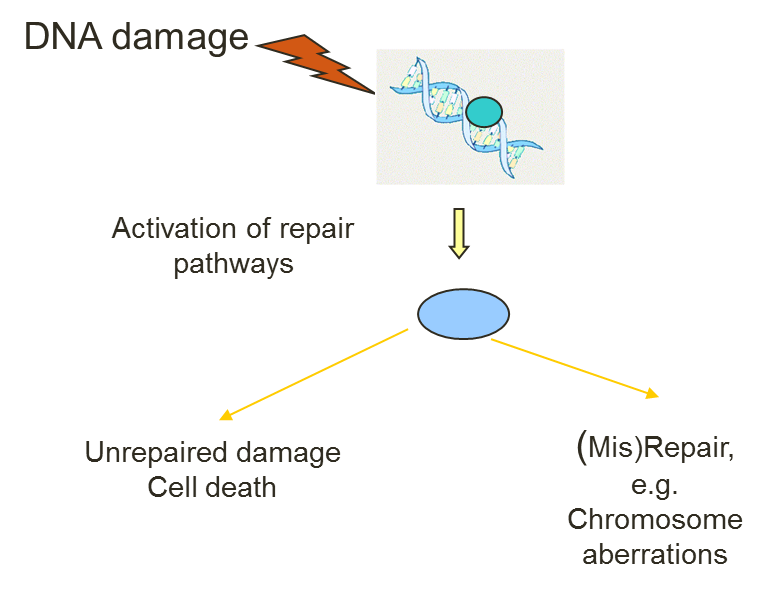 DNA damage
Activation of repair
pathways
Unrepaired damage
Cell death
(Mis)Repair,
e.g.
Chromosome
aberrations